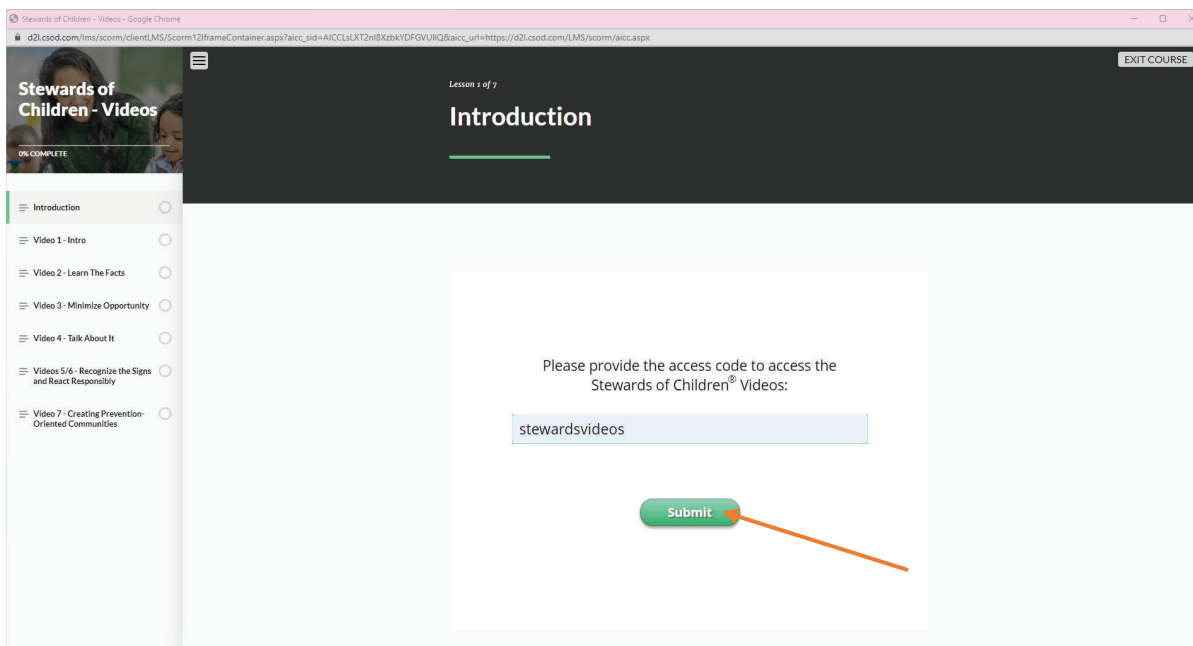 Stewards of Children - Videos - Google Chrome
d2l.csod.com/lms/scorm/clientLMS/Scorm12IframeContainer.aspx?aicc_sid=AICCLsLXT2nI8XzbkYDFGVUIIQ&aicc_url=https://d2l.csod.com/LMS/scorm/aicc.aspx
Stewards of
Children - Videos
0% COMPLETE
Introduction
Video 1 - Intro
Video 2 - Learn The Facts
Video 3 - Minimize Opportunity
Video 4 - Talk About It
Videos 5/6 - Recognize the Signs
and React Responsibly
Video 7 - Creating Prevention-
Oriented Communities
EXIT COURSE
Lesson 1 of 7
Introduction
Please provide the access code to access the
Stewards of Children® Videos:
stewardsvideos
Submit